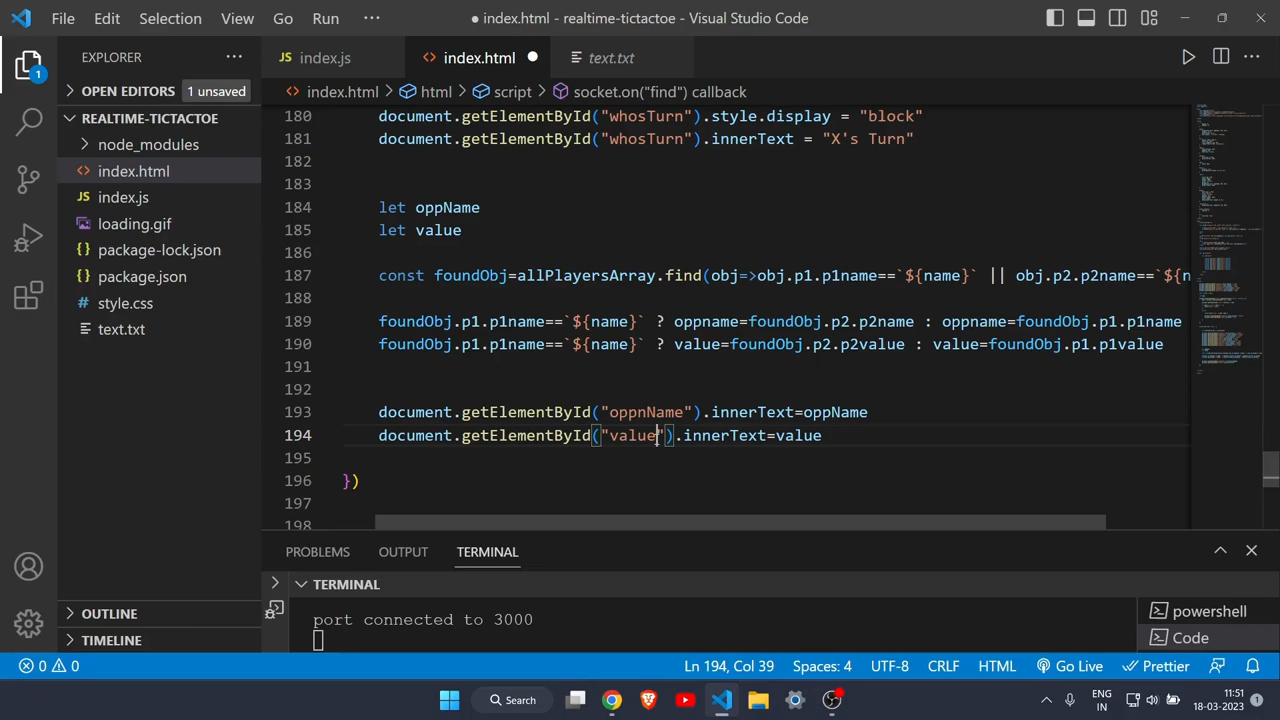 File Edit Selection View Go Run ··· ● index.html - realtime-tictactoe - Visual Studio Code
EXPLORER ···
OPEN EDITORS 1 unsaved
REALTIME-TICTACTOE
node_modules
index.html
JS index.js
loading.gif
{} package-lock.json
{} package.json
style.css
text.txt
OUTLINE
TIMELINE
1
JS index.js <> index.html ● text.txt
<> index.html > html > script > socket.on("find") callback
180 document.getElementById("whosTurn").style.display = "block"
181 document.getElementById("whosTurn").innerText = "X's Turn"
182
183
184 let oppName
185 let value
186
187 const foundObj=allPlayersArray.find(obj=>obj.p1.p1name==`${name}` || obj.p2.p2name==`${n
188
189 foundObj.p1.p1name==`${name}` ? oppname=foundObj.p2.p2name : oppname=foundObj.p1.p1name
190 foundObj.p1.p1name==`${name}` ? value=foundObj.p2.p2value : value=foundObj.p1.p1value
191
192
193 document.getElementById("oppnName").innerText=oppName
194 document.getElementById("value").innerText=value
195
196 })
197
198
PROBLEMS OUTPUT TERMINAL
TERMINAL
port connected to 3000
powershell
Code
0 0 Ln 194, Col 39 Spaces: 4 UTF-8 CRLF HTML Go Live Prettier
Search ENG IN 11:51 18-03-2023 1